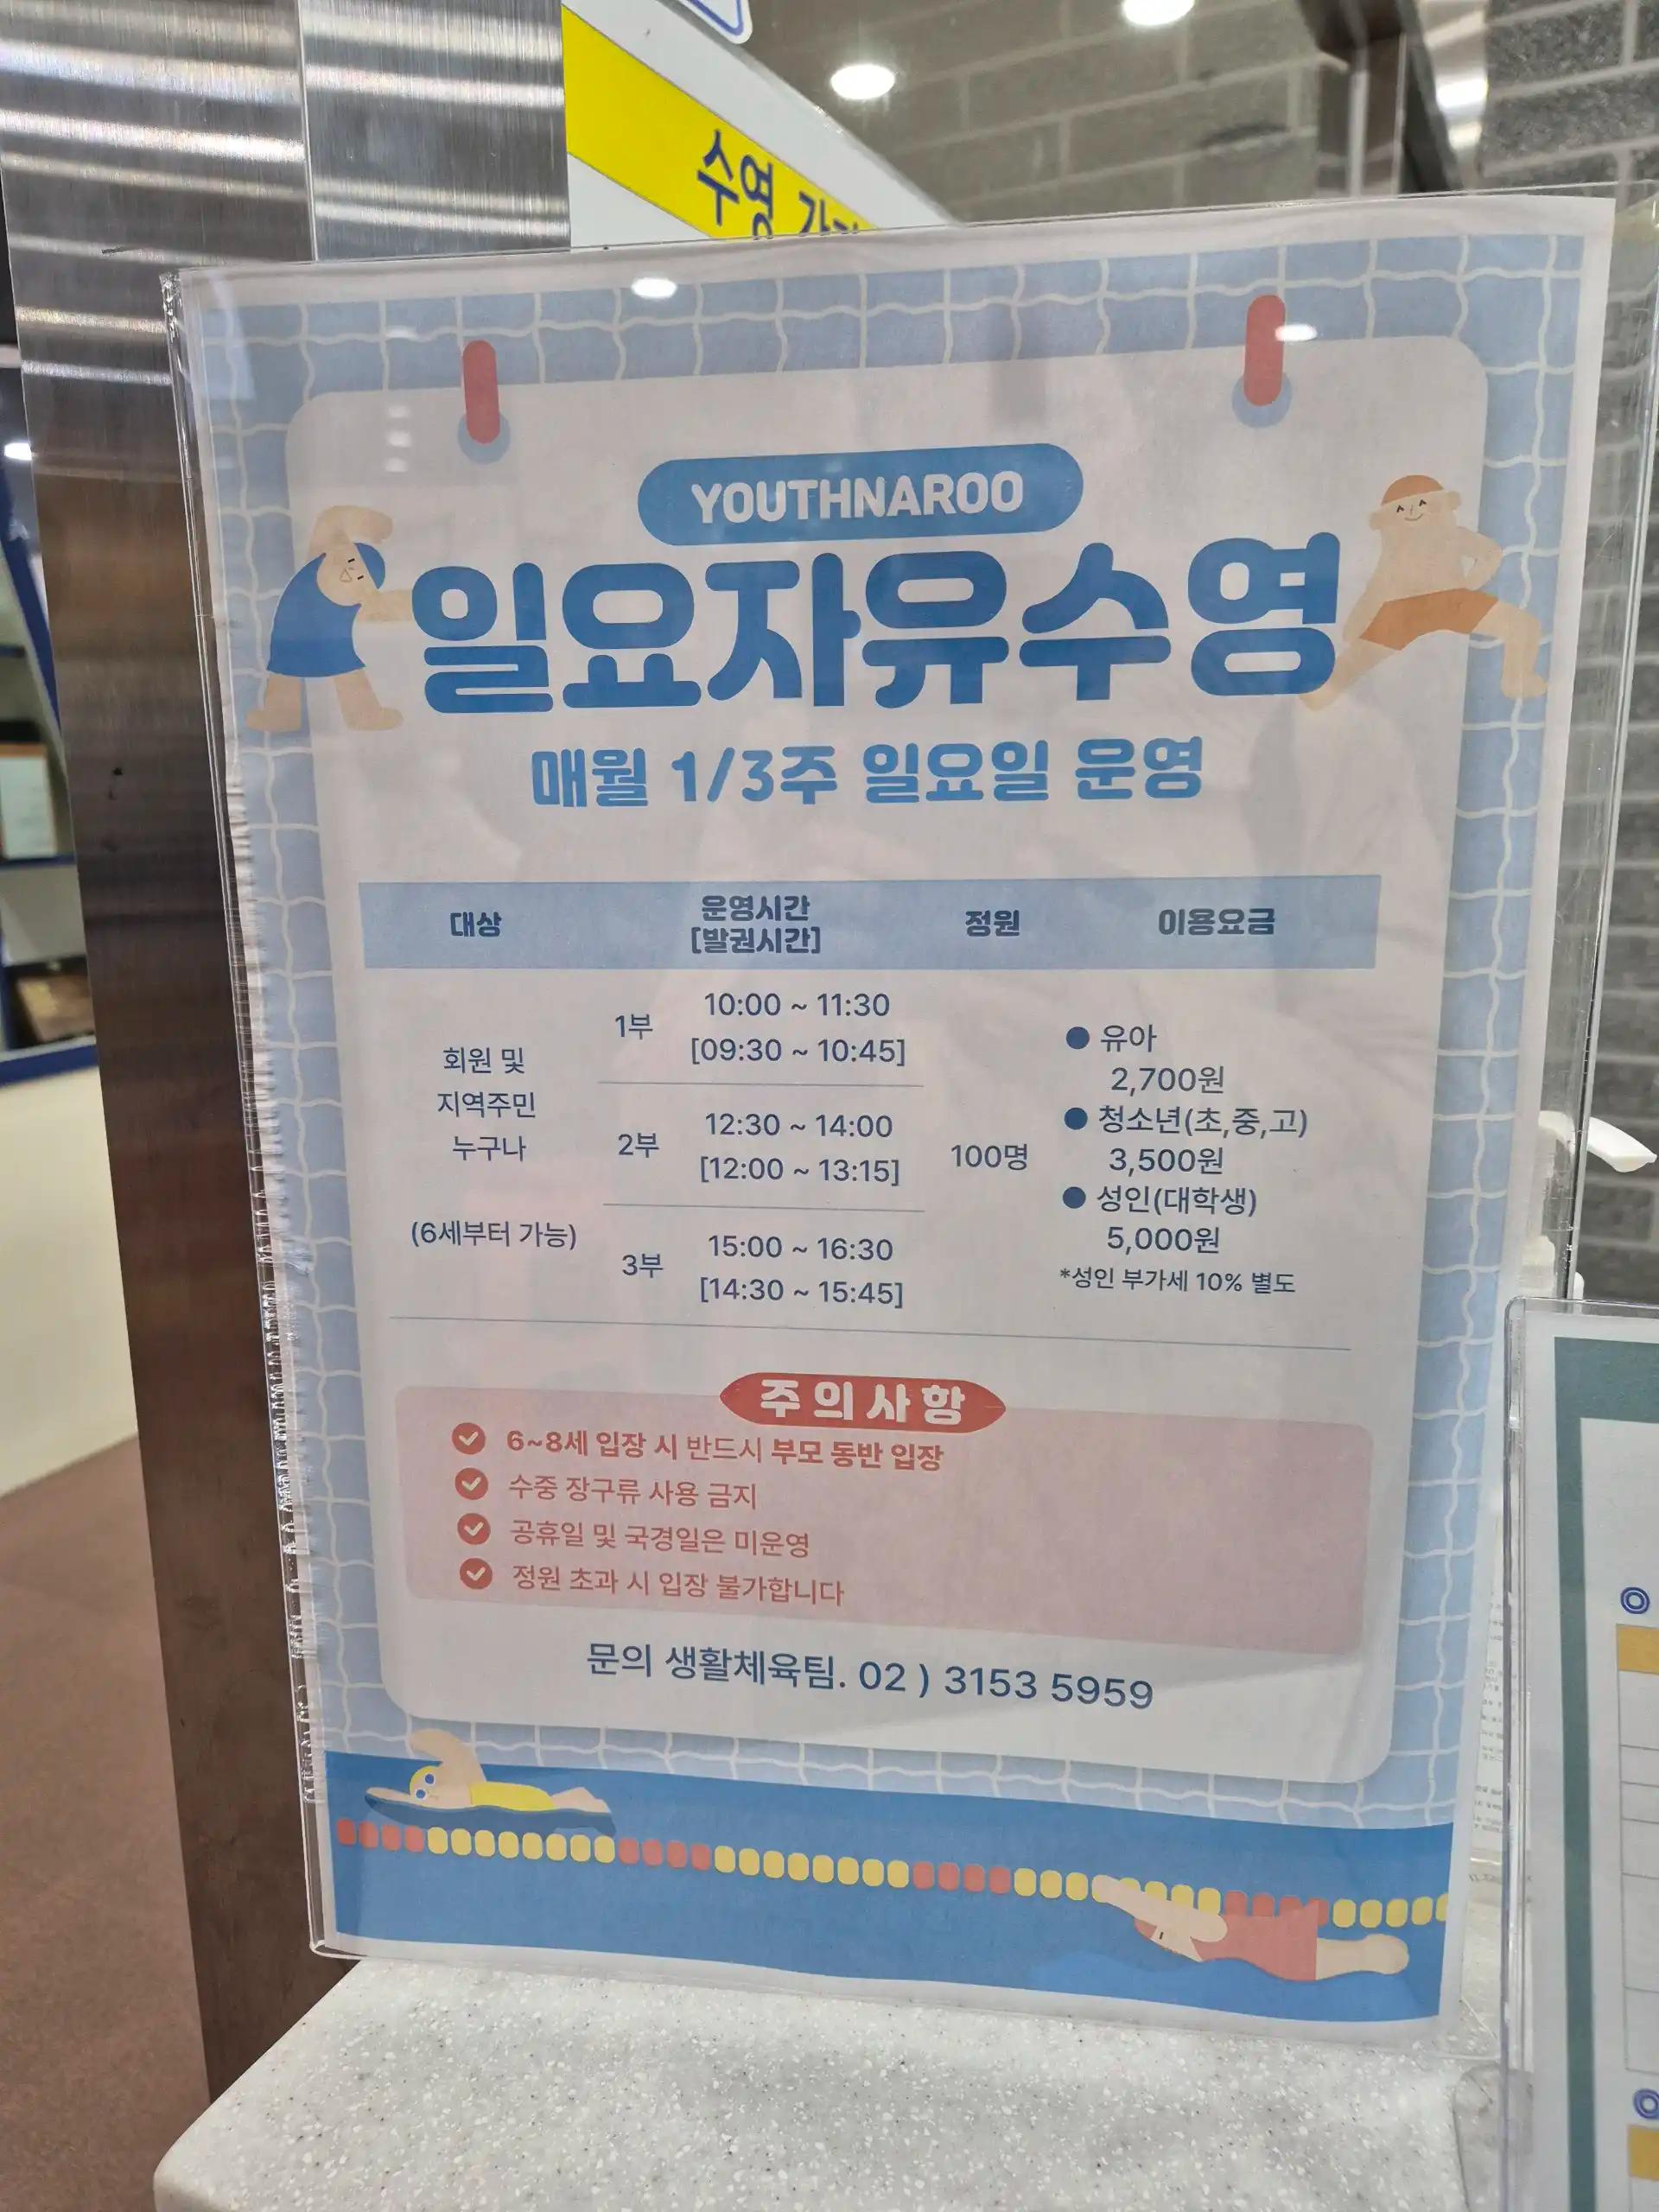 수영
YOUTHNAROO
일요자유수영
매월 1/3주 일요일 운영
대상
운영시간
[발권시간]
정원
이용요금
회원 및
지역주민
누구나
(6세부터 가능)
1부
10:00 ~ 11:30
[09:30 ~ 10:45]
2부
12:30 ~ 14:00
[12:00 ~ 13:15]
3부
15:00 ~ 16:30
[14:30 ~ 15:45]
100명
● 유아
2,700원
● 청소년(초,중,고)
3,500원
● 성인(대학생)
5,000원
*성인 부가세 10% 별도
주의사항
6~8세 입장 시 반드시 부모 동반 입장
수중 장구류 사용 금지
공휴일 및 국경일은 미운영
정원 초과 시 입장 불가합니다
문의 생활체육팀. 02 ) 3153 5959